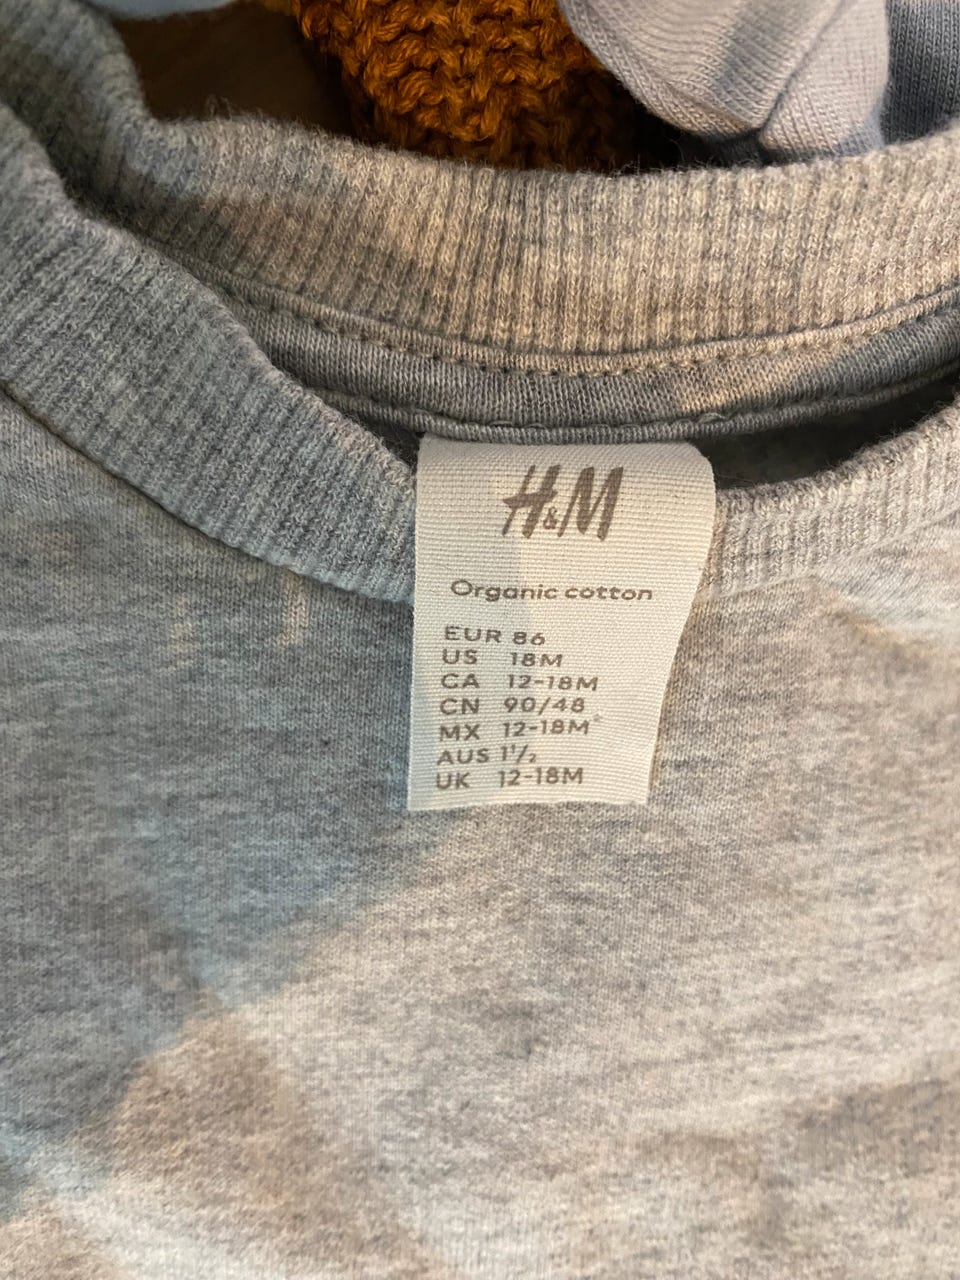 H&M
Organic cotton
EUR 86
US 18M
CA 12-18M
CN 90/48
MX 12-18M
AUS 1½
UK 12-18M